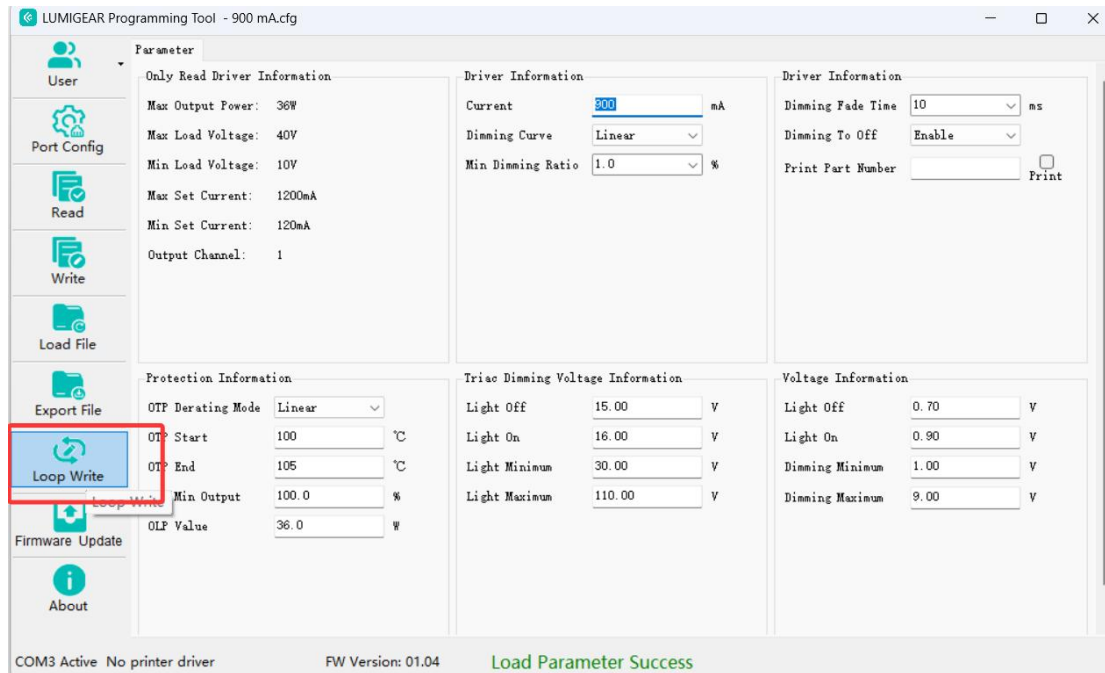 LUMIGEAR Programming Tool - 900 mA.cfg
User
Port Config
Read
Write
Load File
Export File
Loop Write
Loop Write
Firmware Update
About
Parameter
Only Read Driver Information
Max Output Power: 36W
Max Load Voltage: 40V
Min Load Voltage: 10V
Max Set Current: 1200mA
Min Set Current: 120mA
Output Channel: 1
Driver Information
Current 900 mA
Dimming Curve Linear
Min Dimming Ratio 1.0 %
Driver Information
Dimming Fade Time 10 ms
Dimming To Off Enable
Print Part Number Print
Protection Information
OTP Derating Mode Linear
OTP Start 100 °C
OTP End 105 °C
Min Output 100.0 %
OLP Value 36.0 W
Triac Dimming Voltage Information
Light Off 15.00 V
Light On 16.00 V
Light Minimum 30.00 V
Light Maximum 110.00 V
Voltage Information
Light Off 0.70 V
Light On 0.90 V
Dimming Minimum 1.00 V
Dimming Maximum 9.00 V
COM3 Active No printer driver FW Version: 01.04 Load Parameter Success